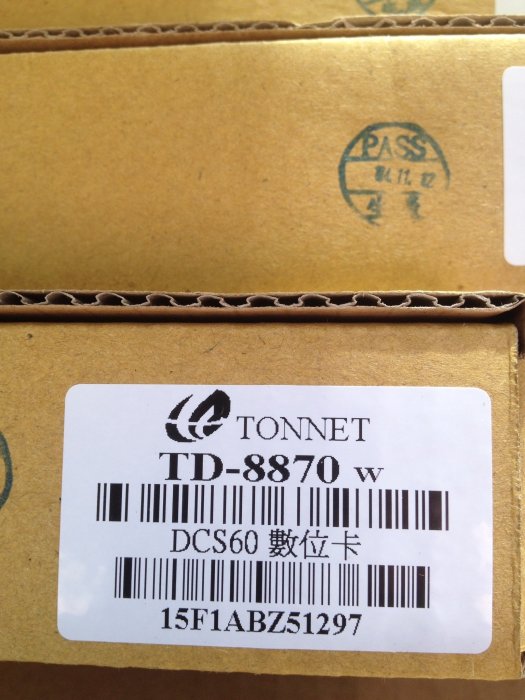 PASS
TONNET
TD-8870 w
DCS60 數位卡
15F1ABZ51297